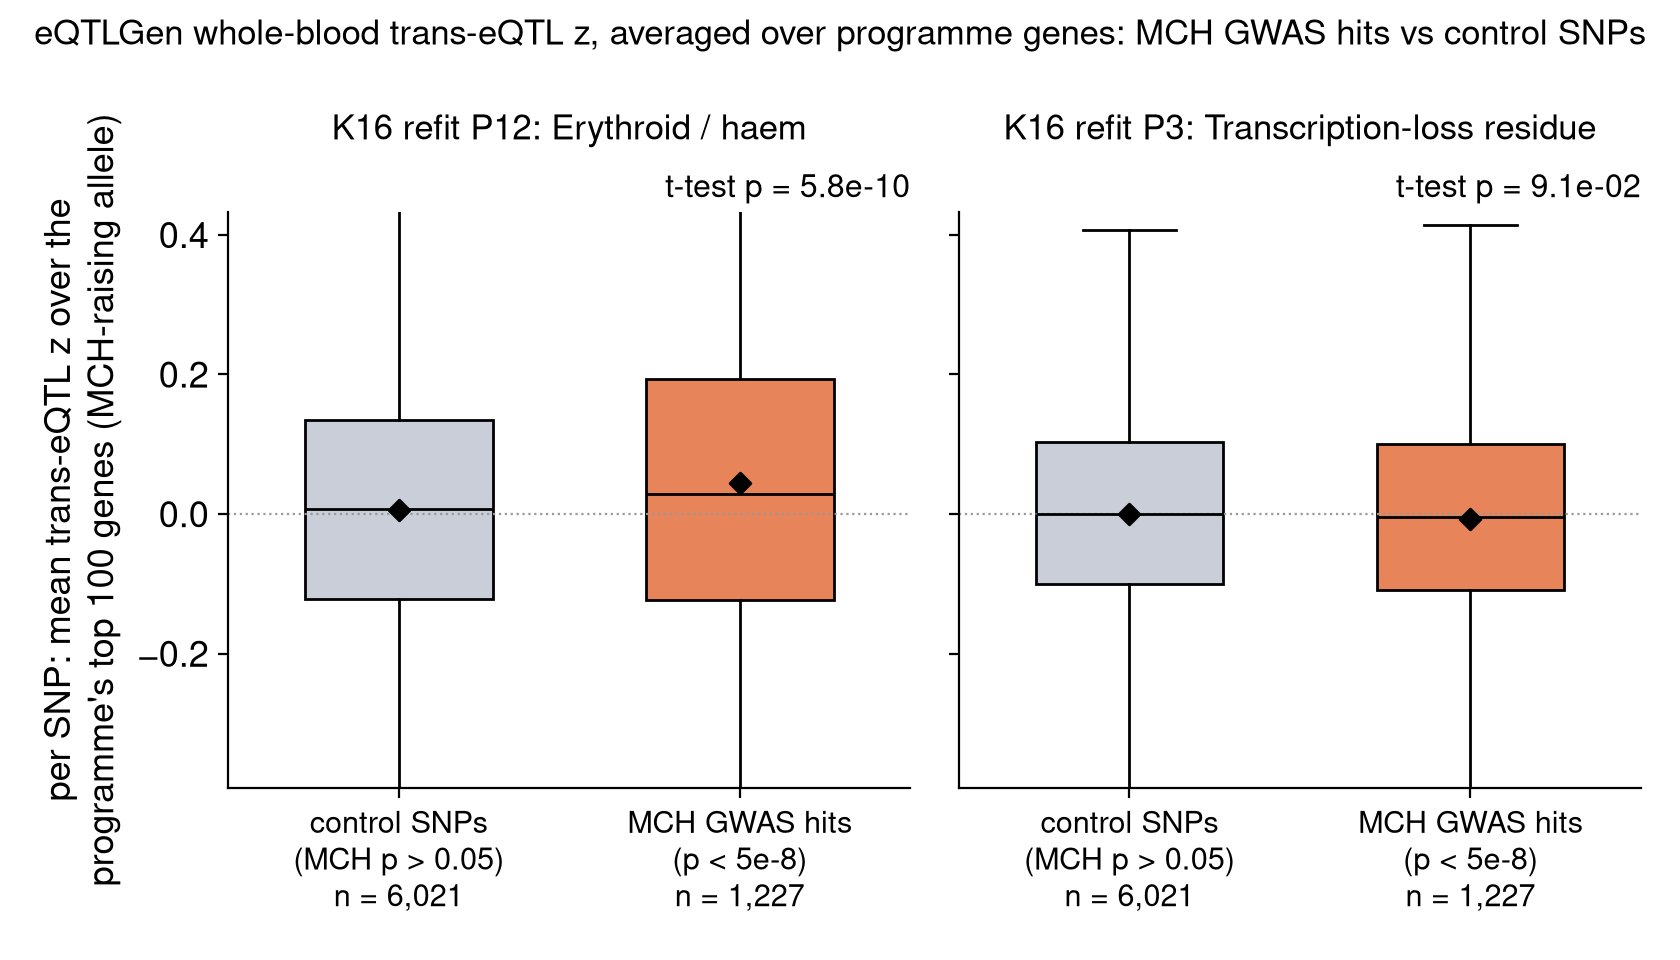 eQTLGen whole-blood trans-eQTL z, averaged over programme genes: MCH GWAS hits vs control SNPs
per SNP: mean trans-eQTL z over the
programme's top 100 genes (MCH-raising allele)
K16 refit P12: Erythroid / haem
t-test p = 5.8e-10
0.4
0.2
0.0
−0.2
control SNPs
(MCH p > 0.05)
n = 6,021
MCH GWAS hits
(p < 5e-8)
n = 1,227
K16 refit P3: Transcription-loss residue
t-test p = 9.1e-02
control SNPs
(MCH p > 0.05)
n = 6,021
MCH GWAS hits
(p < 5e-8)
n = 1,227